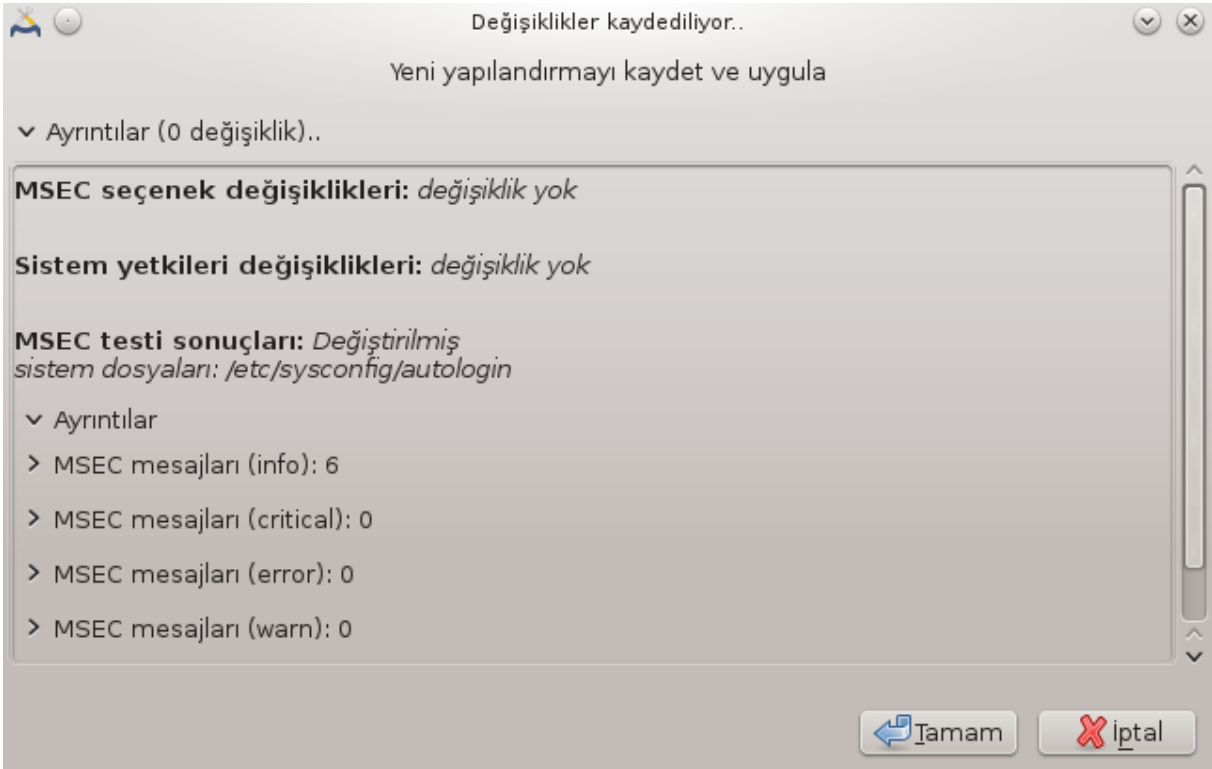 Değişiklikler kaydediliyor..
Yeni yapılandırmayı kaydet ve uygula
Ayrıntılar (0 değişiklik)..
MSEC seçenek değişiklikleri: değişiklik yok
Sistem yetkileri değişiklikleri: değişiklik yok
MSEC testi sonuçları: Değiştirilmiş
sistem dosyaları: /etc/sysconfig/autologin
Ayrıntılar
MSEC mesajları (info): 6
MSEC mesajları (critical): 0
MSEC mesajları (error): 0
MSEC mesajları (warn): 0
Tamam
İptal